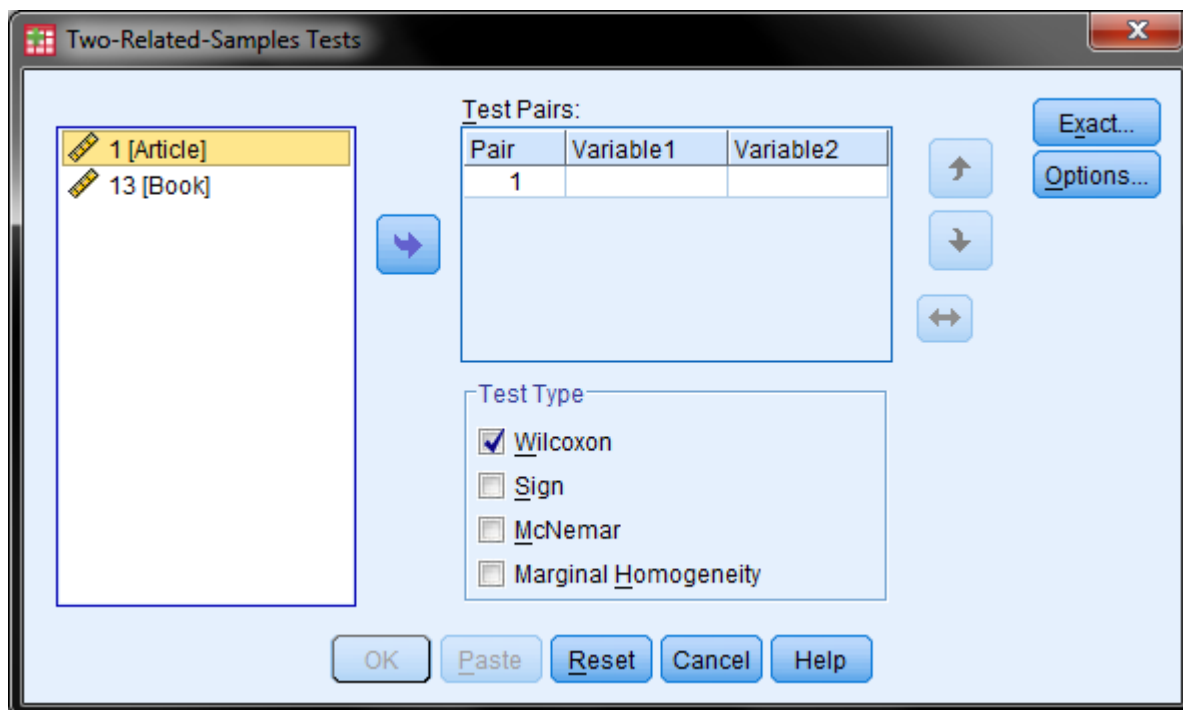 Two-Related-Samples Tests
1 [Article]
13 [Book]
Test Pairs:
Pair Variable1 Variable2
1
Exact...
Options...
Test Type
Wilcoxon
Sign
McNemar
Marginal Homogeneity
OK Paste Reset Cancel Help